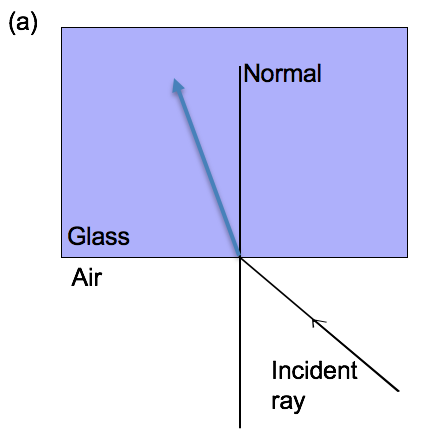 (a)
Normal
Glass
Air
Incident
ray